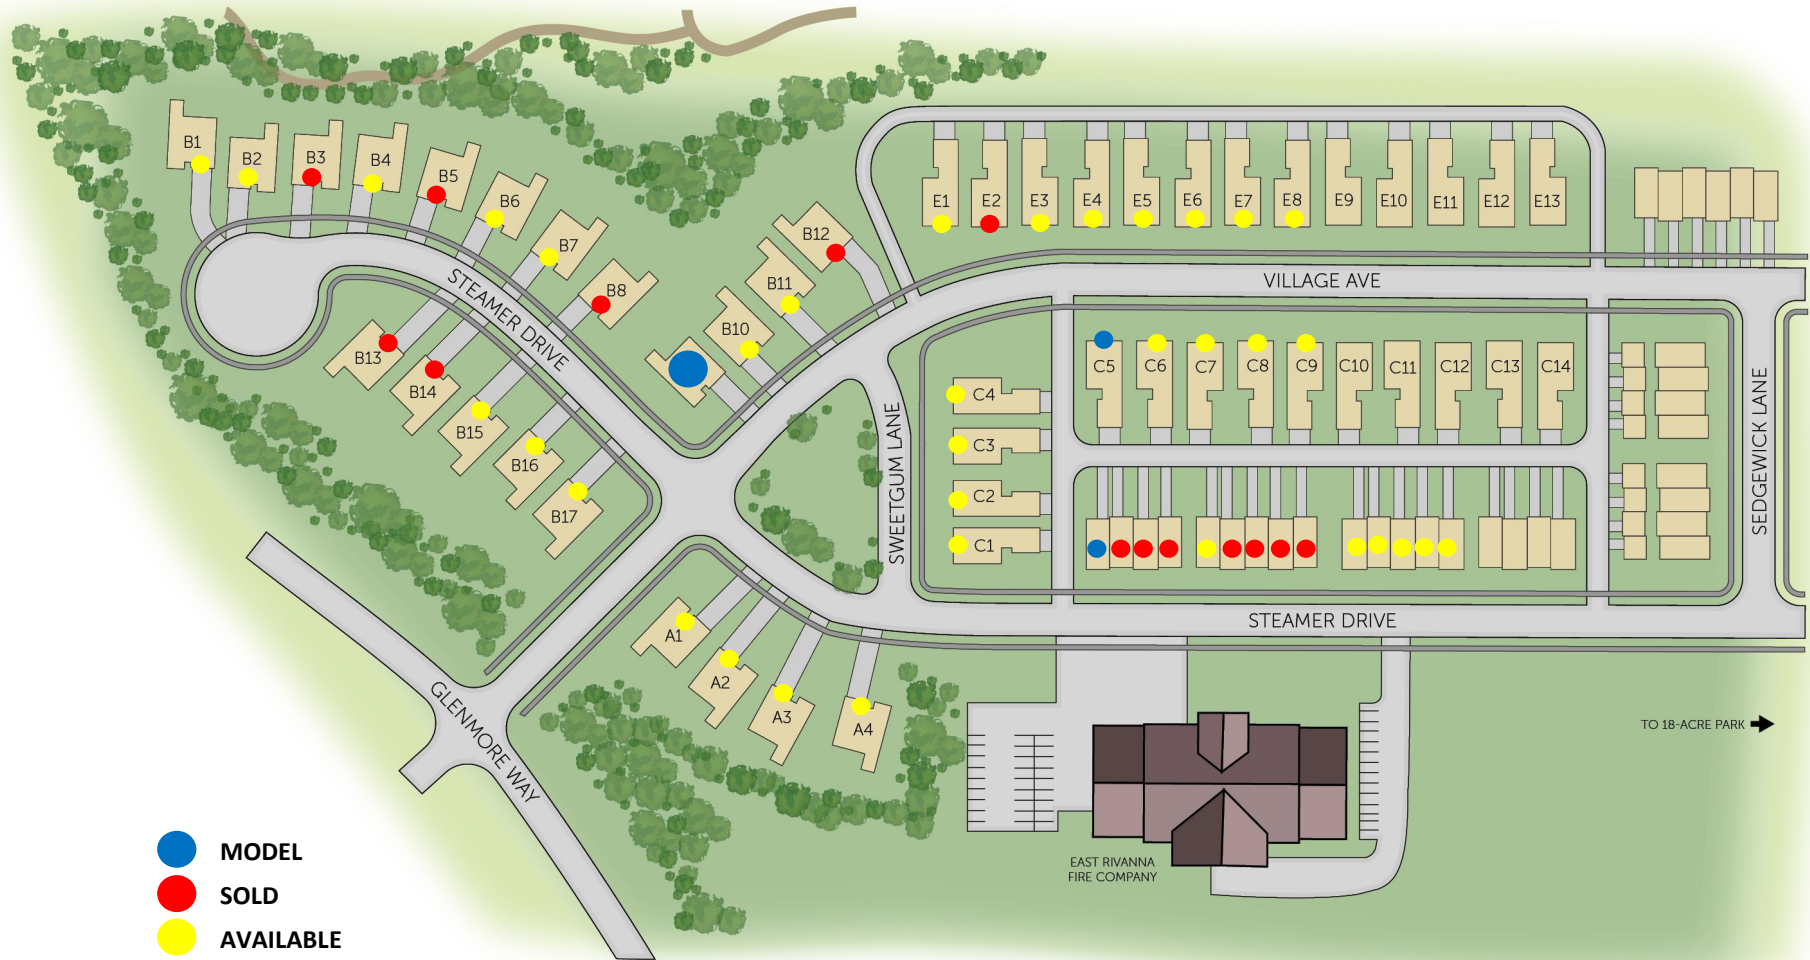 B1
B2
B3
B4
B5
B6
B7
B8
B10
B11
B12
B13
B14
B15
B16
B17
E1
E2
E3
E4
E5
E6
E7
E8
E9
E10
E11
E12
E13
STEAMER DRIVE
VILLAGE AVE
C5
C6
C7
C8
C9
C10
C11
C12
C13
C14
C4
C3
C2
C1
SWEETGUM LANE
SEDGEWICK LANE
STEAMER DRIVE
A1
A2
A3
A4
GLENMORE WAY
TO 18-ACRE PARK
EAST RIVANNA
FIRE COMPANY
MODEL
SOLD
AVAILABLE